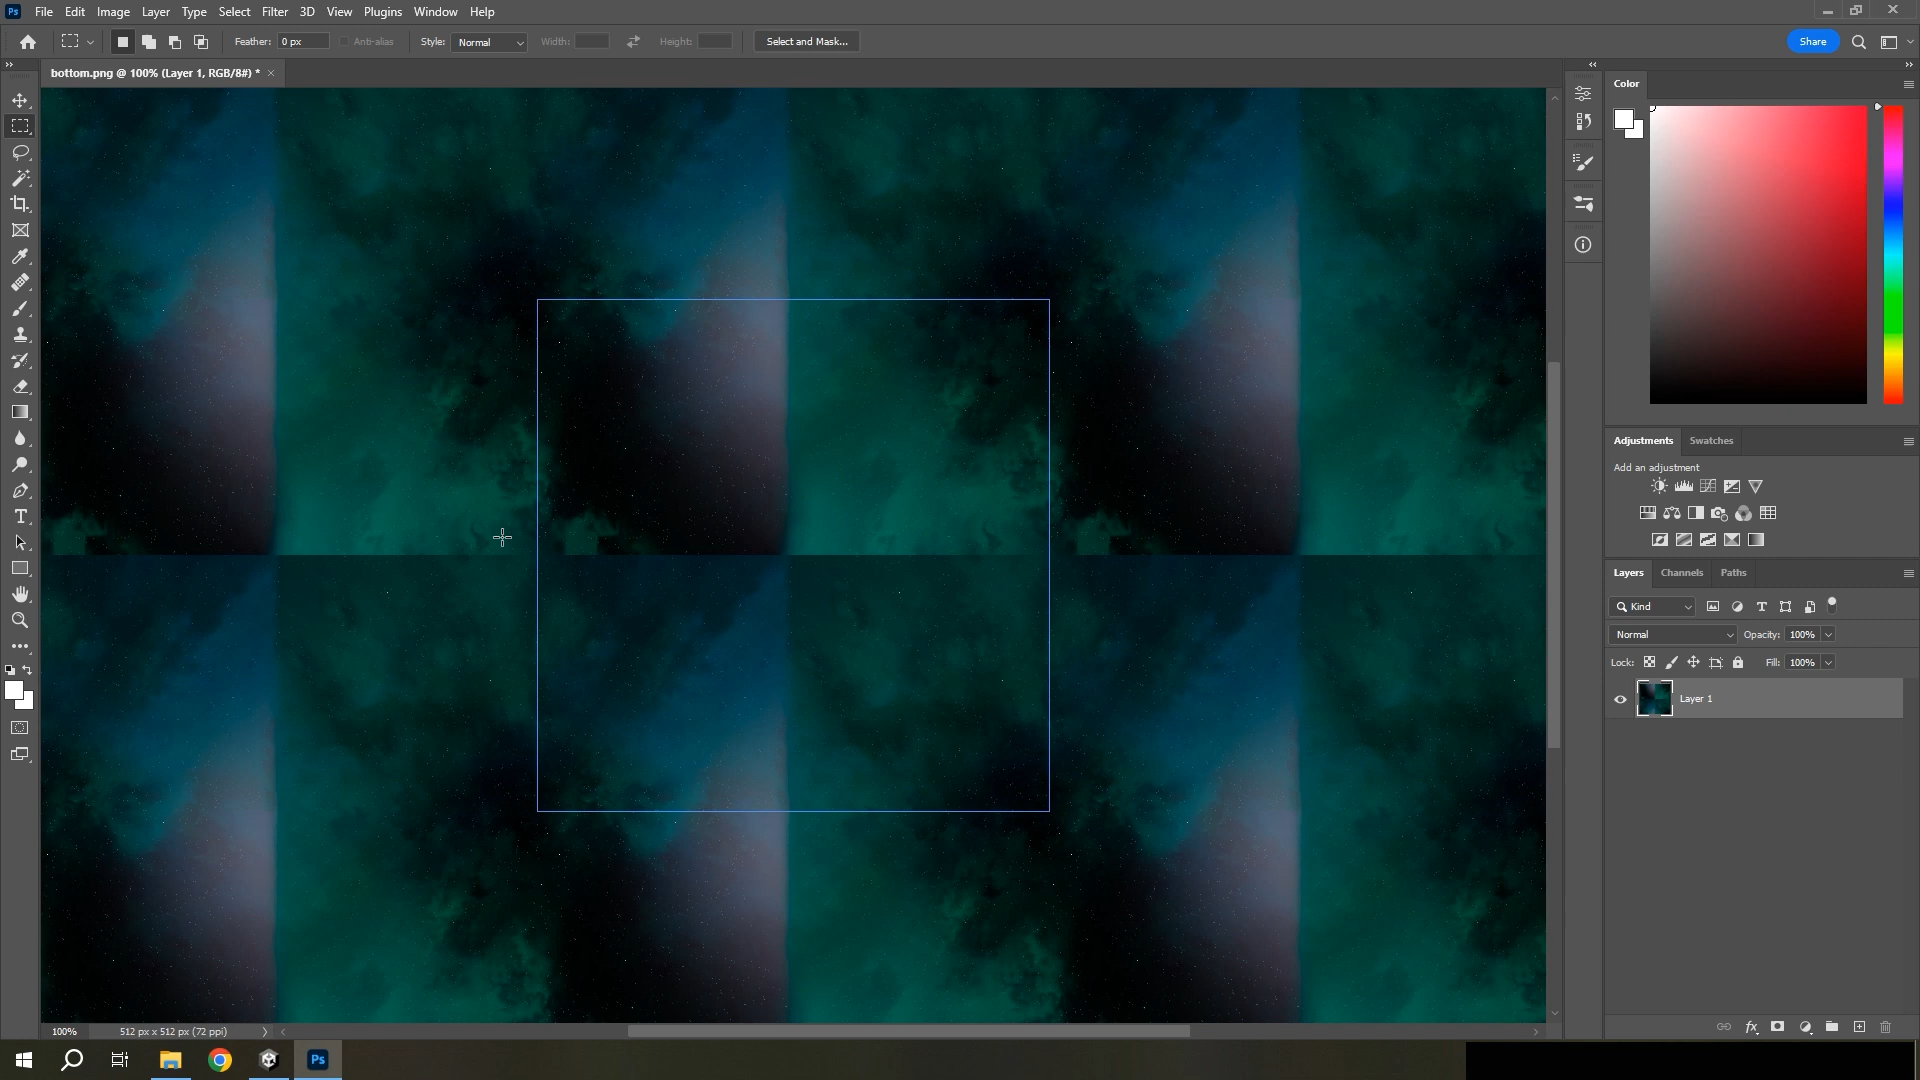 Ps File Edit Image Layer Type Select Filter 3D View Plugins Window Help
Feather: 0 px Anti-alias Style: Normal Width: Height: Select and Mask... Share
bottom.png @ 100% (Layer 1, RGB/8#) *
Color
Adjustments Swatches
Add an adjustment
Layers Channels Paths
Kind
Normal Opacity: 100%
Lock: Fill: 100%
Layer 1
fx
100% 512 px x 512 px (72 ppi)
Ps